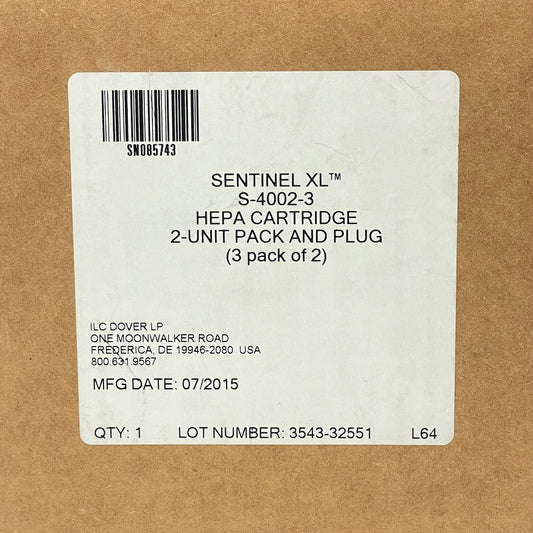 SN085743
SENTINEL XL™
S-4002-3
HEPA CARTRIDGE
2-UNIT PACK AND PLUG
(3 pack of 2)
ILC DOVER LP
ONE MOONWALKER ROAD
FREDERICA, DE 19946-2080 USA
800.631.9567
MFG DATE: 07/2015
QTY: 1 LOT NUMBER: 3543-32551 L64